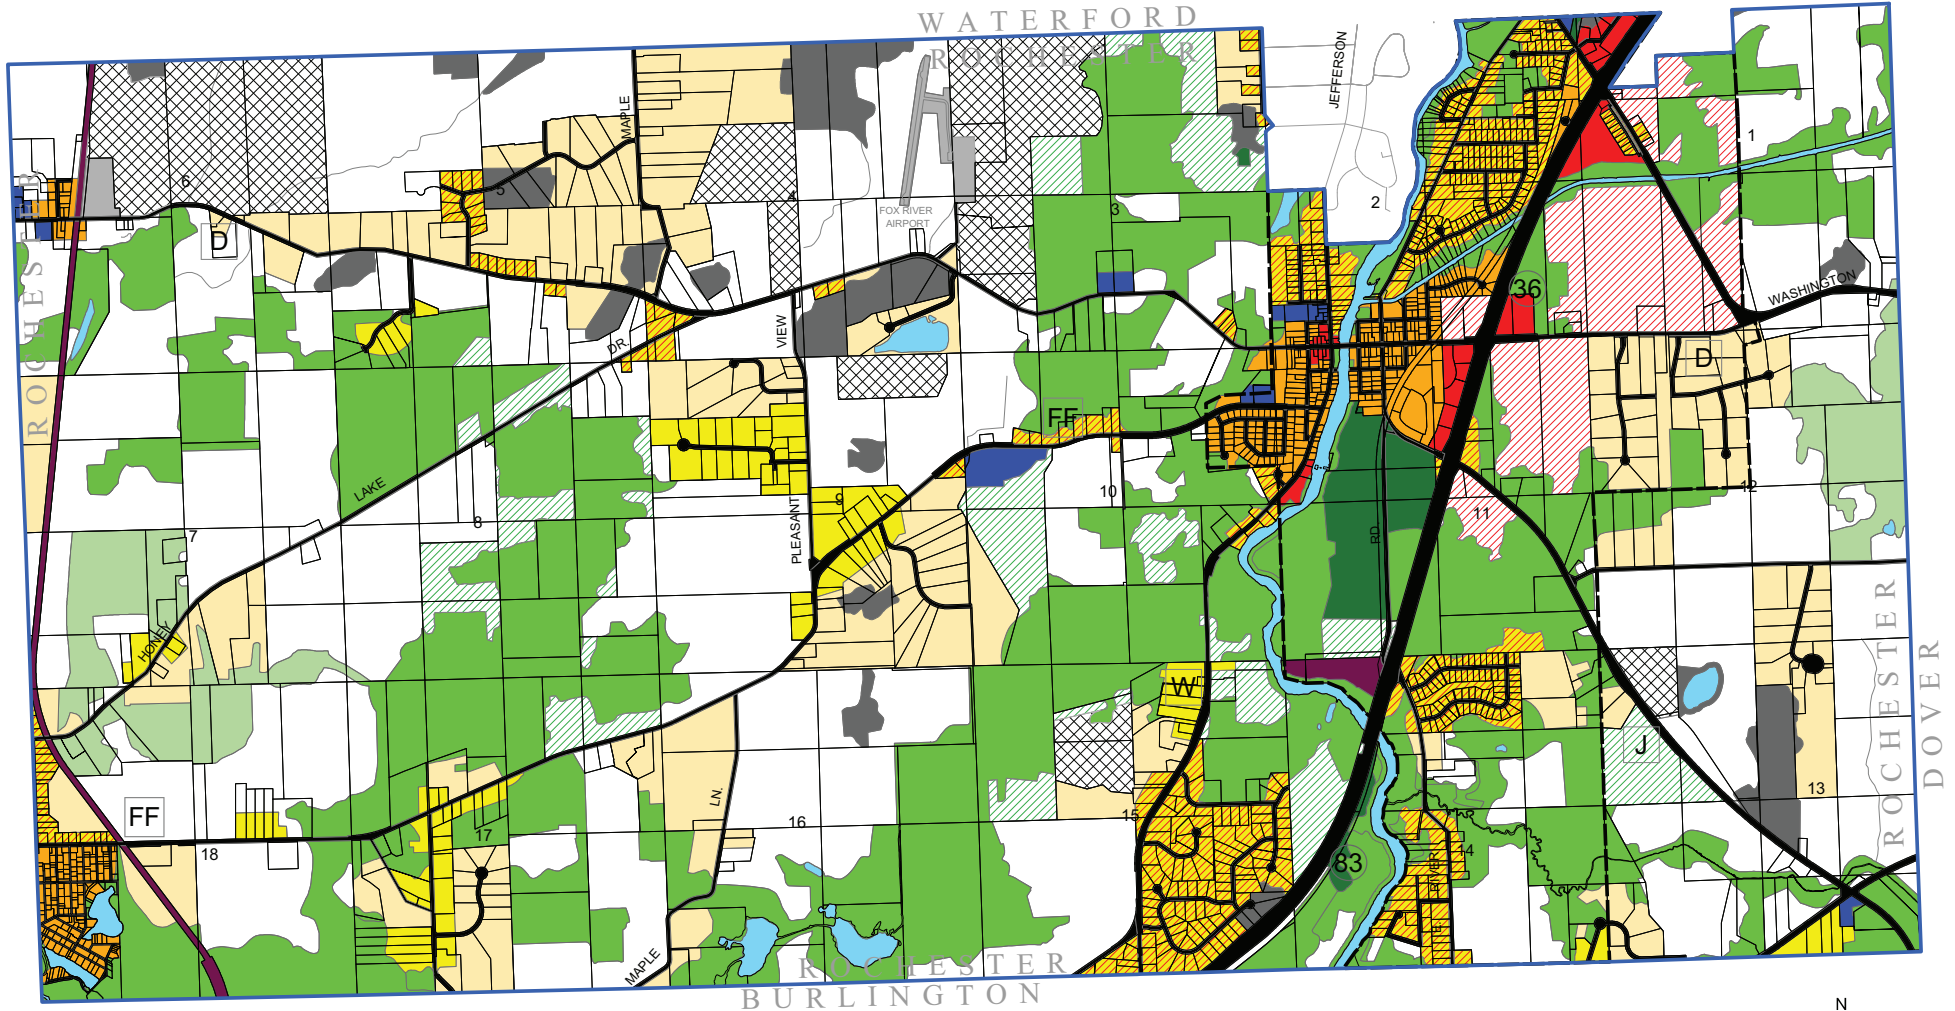 WATERFORD
ROCHESTER
JEFFERSON
MAPLE
1
6
5
4
3
2
ROCHESTER
D
FOX RIVER
AIRPORT
WASHINGTON
36
VIEW
DR.
D
FF
LAKE
PLEASANT
9
10
12
11
7
8
RD.
HONEY
W
ROCHESTER
DOVER
J
LN.
13
FF
16
15
17
18
14
83
RIVER
MAPLE
ROCHESTER
BURLINGTON
N